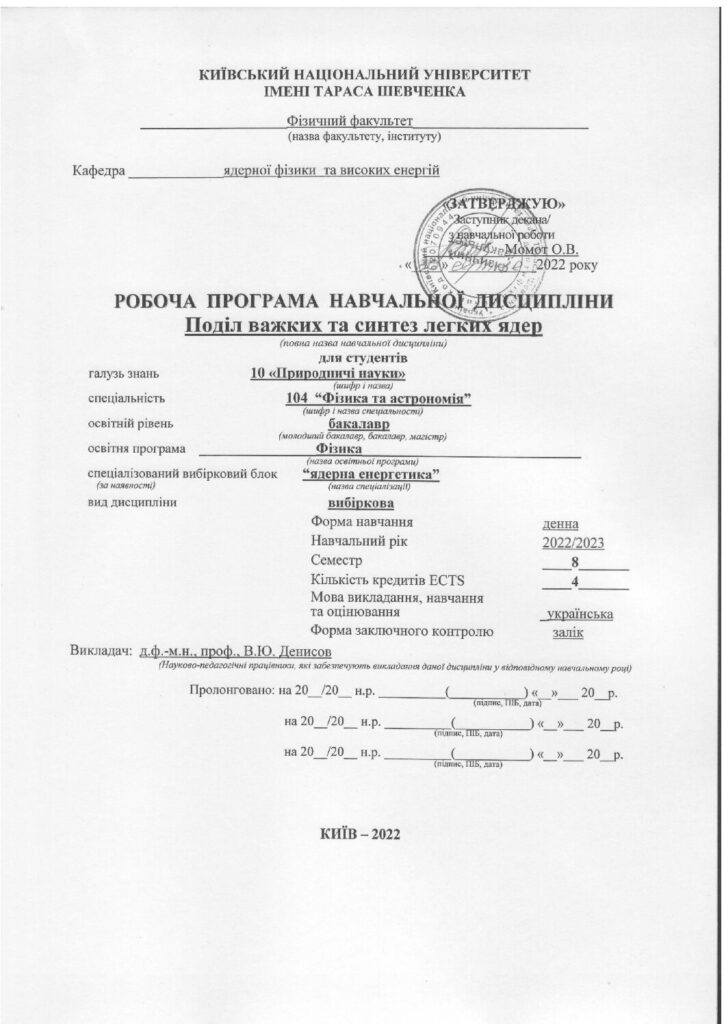 КИЇВСЬКИЙ НАЦІОНАЛЬНИЙ УНІВЕРСИТЕТ
ІМЕНІ ТАРАСА ШЕВЧЕНКА
Фізичний факультет
(назва факультету, інституту)
Кафедра ядерної фізики та високих енергій
«ЗАТВЕРДЖУЮ»
Заступник декана/
з навчальної роботи
Момот О.В.
« » 2022 року
РОБОЧА ПРОГРАМА НАВЧАЛЬНОЇ ДИСЦИПЛІНИ
Поділ важких та синтез легких ядер
(повна назва навчальної дисципліни)
для студентів
галузь знань 10 «Природничі науки»
(шифр і назва)
спеціальність 104 “Фізика та астрономія”
(шифр і назва спеціальності)
освітній рівень бакалавр
(молодший бакалавр, бакалавр, магістр)
освітня програма Фізика
(назва освітньої програми)
спеціалізований вибірковий блок “ядерна енергетика”
(за наявності) (назва спеціалізації)
вид дисципліни вибіркова
Форма навчання денна
Навчальний рік 2022/2023
Семестр 8
Кількість кредитів ECTS 4
Мова викладання, навчання
та оцінювання українська
Форма заключного контролю залік
Викладач: д.ф.-м.н., проф., В.Ю. Денисов
(Науково-педагогічні працівники, які забезпечують викладання даної дисципліни у відповідному навчальному році)
Пролонговано: на 20__/20__ н.р. __________(___________) «__»___ 20__р.
(підпис, ПІБ, дата)
на 20__/20__ н.р. __________(___________) «__»___ 20__р.
(підпис, ПІБ, дата)
на 20__/20__ н.р. __________(___________) «__»___ 20__р.
(підпис, ПІБ, дата)
КИЇВ – 2022